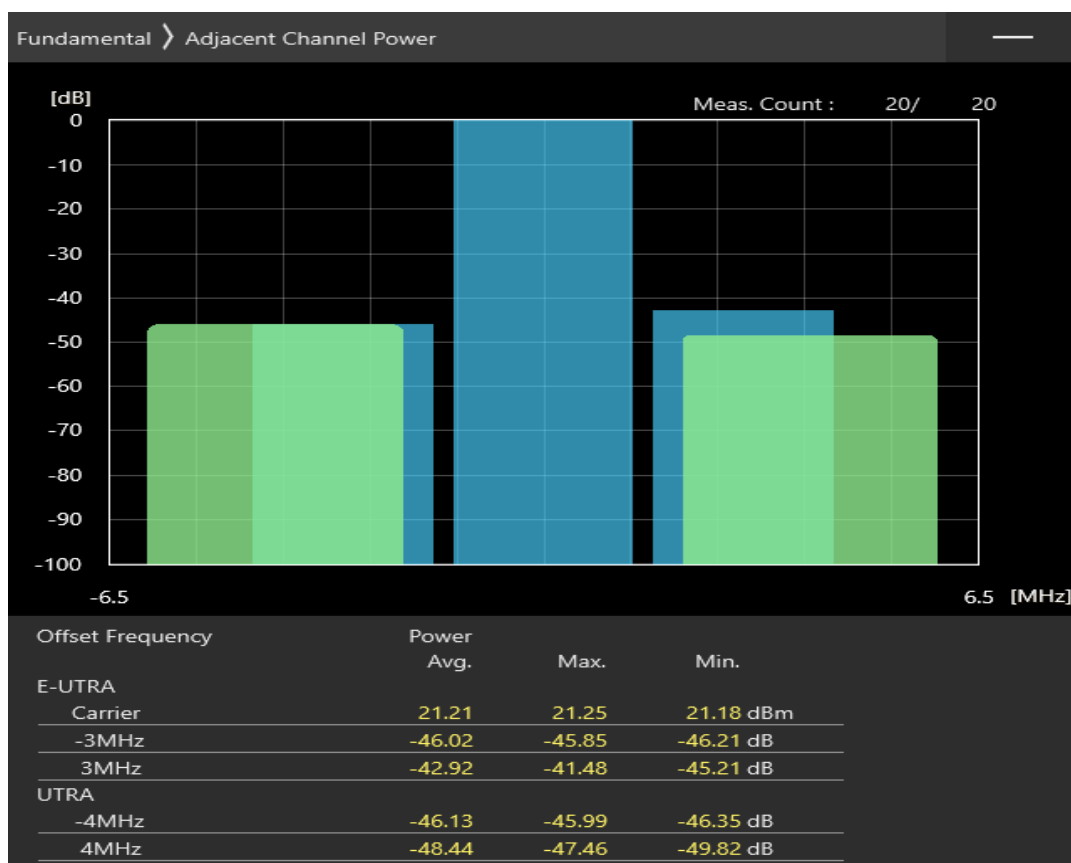 Fundamental ❯ Adjacent Channel Power
[dB]
Meas. Count : 20/ 20
0
-10
-20
-30
-40
-50
-60
-70
-80
-90
-100
-6.5 6.5 [MHz]
Offset Frequency Power
Avg. Max. Min.
E-UTRA
Carrier 21.21 21.25 21.18 dBm
-3MHz -46.02 -45.85 -46.21 dB
3MHz -42.92 -41.48 -45.21 dB
UTRA
-4MHz -46.13 -45.99 -46.35 dB
4MHz -48.44 -47.46 -49.82 dB